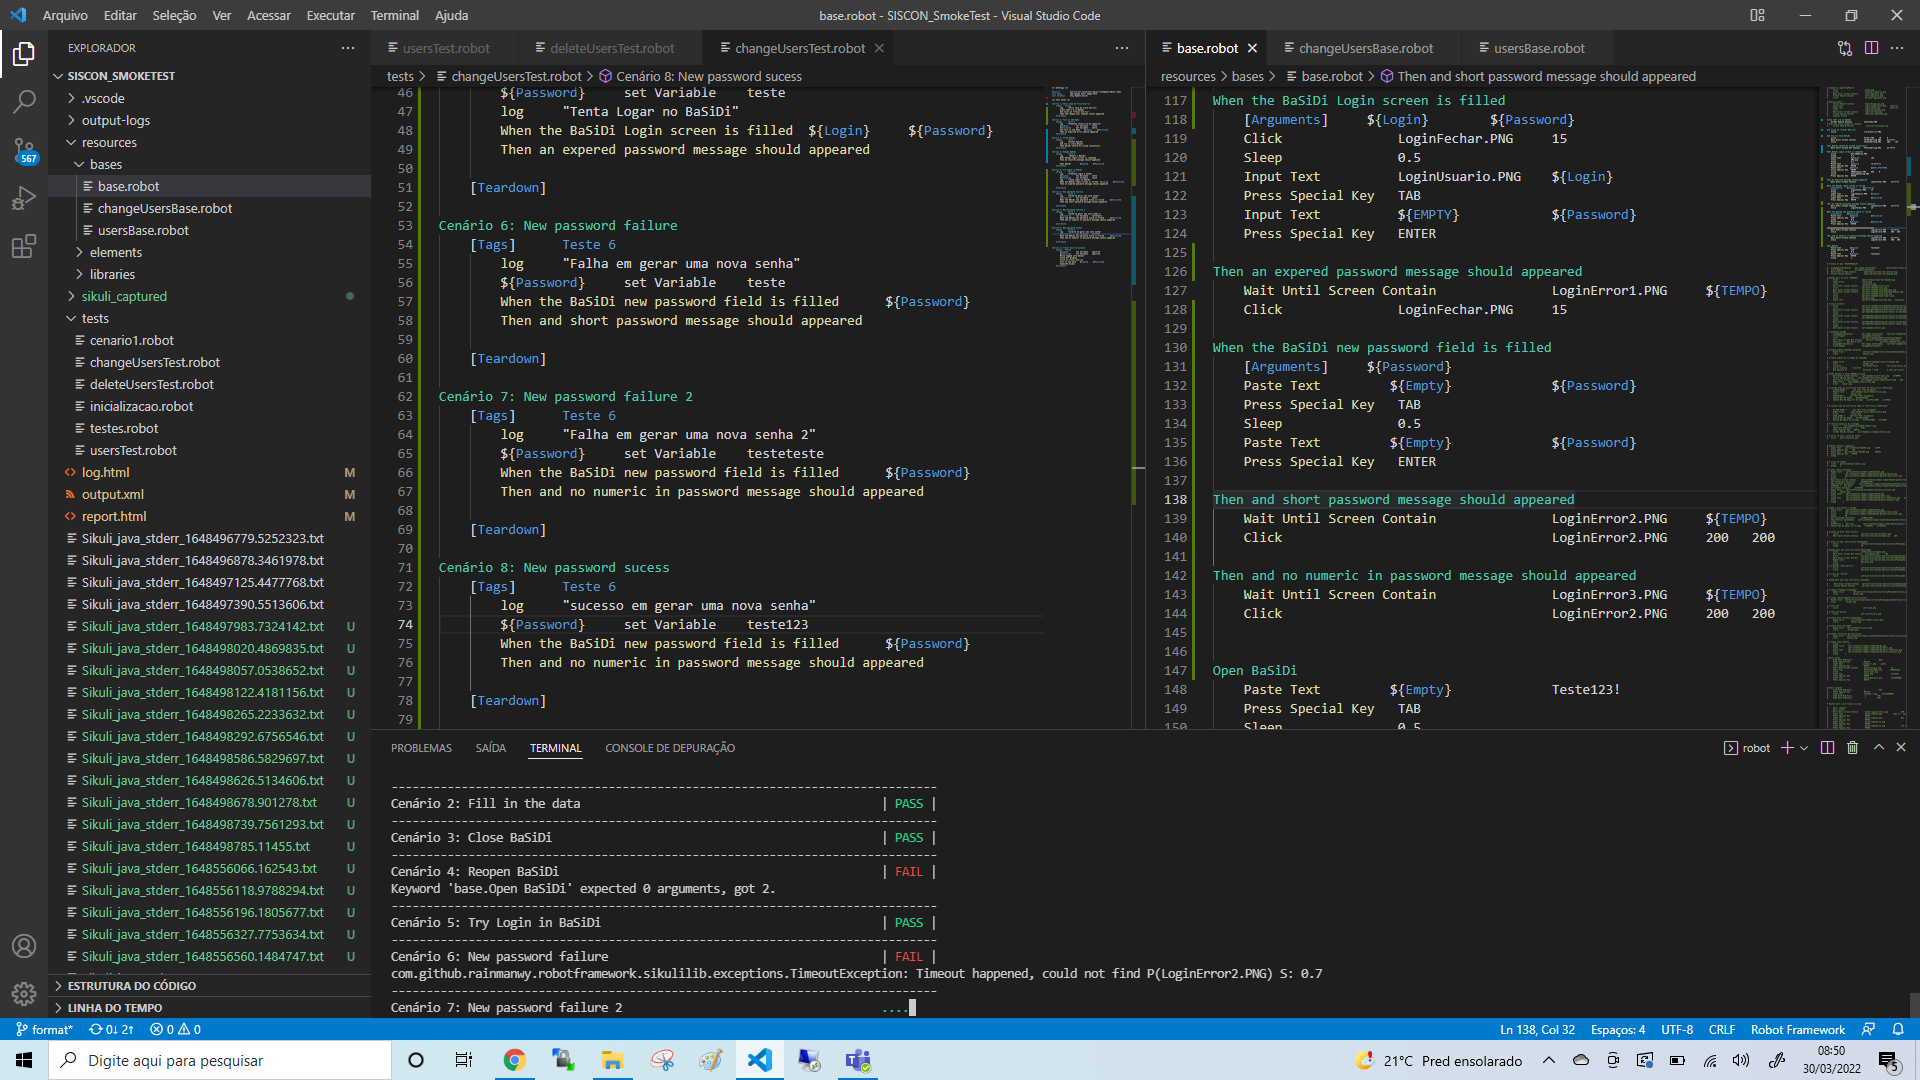 Arquivo Editar Seleção Ver Acessar Executar Terminal Ajuda
base.robot - SISCON_SmokeTest - Visual Studio Code
EXPLORADOR
SISCON_SMOKETEST
.vscode
output-logs
resources
bases
base.robot
changeUsersBase.robot
usersBase.robot
elements
libraries
sikuli_captured
tests
cenario1.robot
changeUsersTest.robot
deleteUsersTest.robot
inicializacao.robot
testes.robot
usersTest.robot
log.html M
output.xml M
report.html M
Sikuli_java_stderr_1648496779.5252323.txt
Sikuli_java_stderr_1648496878.3461978.txt
Sikuli_java_stderr_1648497125.4477768.txt
Sikuli_java_stderr_1648497390.5513606.txt
Sikuli_java_stderr_1648497983.7324142.txt U
Sikuli_java_stderr_1648498020.4869835.txt U
Sikuli_java_stderr_1648498057.0538652.txt U
Sikuli_java_stderr_1648498122.4181156.txt U
Sikuli_java_stderr_1648498265.2233632.txt U
Sikuli_java_stderr_1648498292.6756546.txt U
Sikuli_java_stderr_1648498586.5829697.txt U
Sikuli_java_stderr_1648498626.5134606.txt U
Sikuli_java_stderr_1648498678.901278.txt U
Sikuli_java_stderr_1648498739.7561293.txt U
Sikuli_java_stderr_1648498785.11455.txt U
Sikuli_java_stderr_1648556066.162543.txt U
Sikuli_java_stderr_1648556118.9788294.txt U
Sikuli_java_stderr_1648556196.1805677.txt U
Sikuli_java_stderr_1648556327.7753634.txt U
Sikuli_java_stderr_1648556560.1484747.txt U
ESTRUTURA DO CÓDIGO
LINHA DO TEMPO
567
usersTest.robot deleteUsersTest.robot changeUsersTest.robot
tests > changeUsersTest.robot > Cenário 8: New password sucess
46 ${Password} set Variable teste
47 log "Tenta Logar no BaSiDi"
48 When the BaSiDi Login screen is filled ${Login} ${Password}
49 Then an expered password message should appeared
50
51 [Teardown]
52
53 Cenário 6: New password failure
54 [Tags] Teste 6
55 log "Falha em gerar uma nova senha"
56 ${Password} set Variable teste
57 When the BaSiDi new password field is filled ${Password}
58 Then and short password message should appeared
59
60 [Teardown]
61
62 Cenário 7: New password failure 2
63 [Tags] Teste 6
64 log "Falha em gerar uma nova senha 2"
65 ${Password} set Variable testeteste
66 When the BaSiDi new password field is filled ${Password}
67 Then and no numeric in password message should appeared
68
69 [Teardown]
70
71 Cenário 8: New password sucess
72 [Tags] Teste 6
73 log "sucesso em gerar uma nova senha"
74 ${Password} set Variable teste123
75 When the BaSiDi new password field is filled ${Password}
76 Then and no numeric in password message should appeared
77
78 [Teardown]
79
base.robot changeUsersBase.robot usersBase.robot
resources > bases > base.robot > Then and short password message should appeared
117 When the BaSiDi Login screen is filled
118 [Arguments] ${Login} ${Password}
119 Click LoginFechar.PNG 15
120 Sleep 0.5
121 Input Text LoginUsuario.PNG ${Login}
122 Press Special Key TAB
123 Input Text ${EMPTY} ${Password}
124 Press Special Key ENTER
125
126 Then an expered password message should appeared
127 Wait Until Screen Contain LoginError1.PNG ${TEMPO}
128 Click LoginFechar.PNG 15
129
130 When the BaSiDi new password field is filled
131 [Arguments] ${Password}
132 Paste Text ${Empty} ${Password}
133 Press Special Key TAB
134 Sleep 0.5
135 Paste Text ${Empty} ${Password}
136 Press Special Key ENTER
137
138 Then and short password message should appeared
139 Wait Until Screen Contain LoginError2.PNG ${TEMPO}
140 Click LoginError2.PNG 200 200
141
142 Then and no numeric in password message should appeared
143 Wait Until Screen Contain LoginError3.PNG ${TEMPO}
144 Click LoginError2.PNG 200 200
145
146
147 Open BaSiDi
148 Paste Text ${Empty} Teste123!
149 Press Special Key TAB
150 Sleep 0.5
PROBLEMAS SAÍDA TERMINAL CONSOLE DE DEPURAÇÃO
robot
------------------------------------------------------------------------------
Cenário 2: Fill in the data | PASS |
------------------------------------------------------------------------------
Cenário 3: Close BaSiDi | PASS |
------------------------------------------------------------------------------
Cenário 4: Reopen BaSiDi | FAIL |
Keyword 'base.Open BaSiDi' expected 0 arguments, got 2.
------------------------------------------------------------------------------
Cenário 5: Try Login in BaSiDi | PASS |
------------------------------------------------------------------------------
Cenário 6: New password failure | FAIL |
com.github.rainmanwy.robotframework.sikulilib.exceptions.TimeoutException: Timeout happened, could not find P(LoginError2.PNG) S: 0.7
------------------------------------------------------------------------------
Cenário 7: New password failure 2 ....
format* 0↓ 2↑ 0 0
Ln 138, Col 32 Espaços: 4 UTF-8 CRLF Robot Framework
Digite aqui para pesquisar
21°C Pred ensolarado
08:50
30/03/2022
5